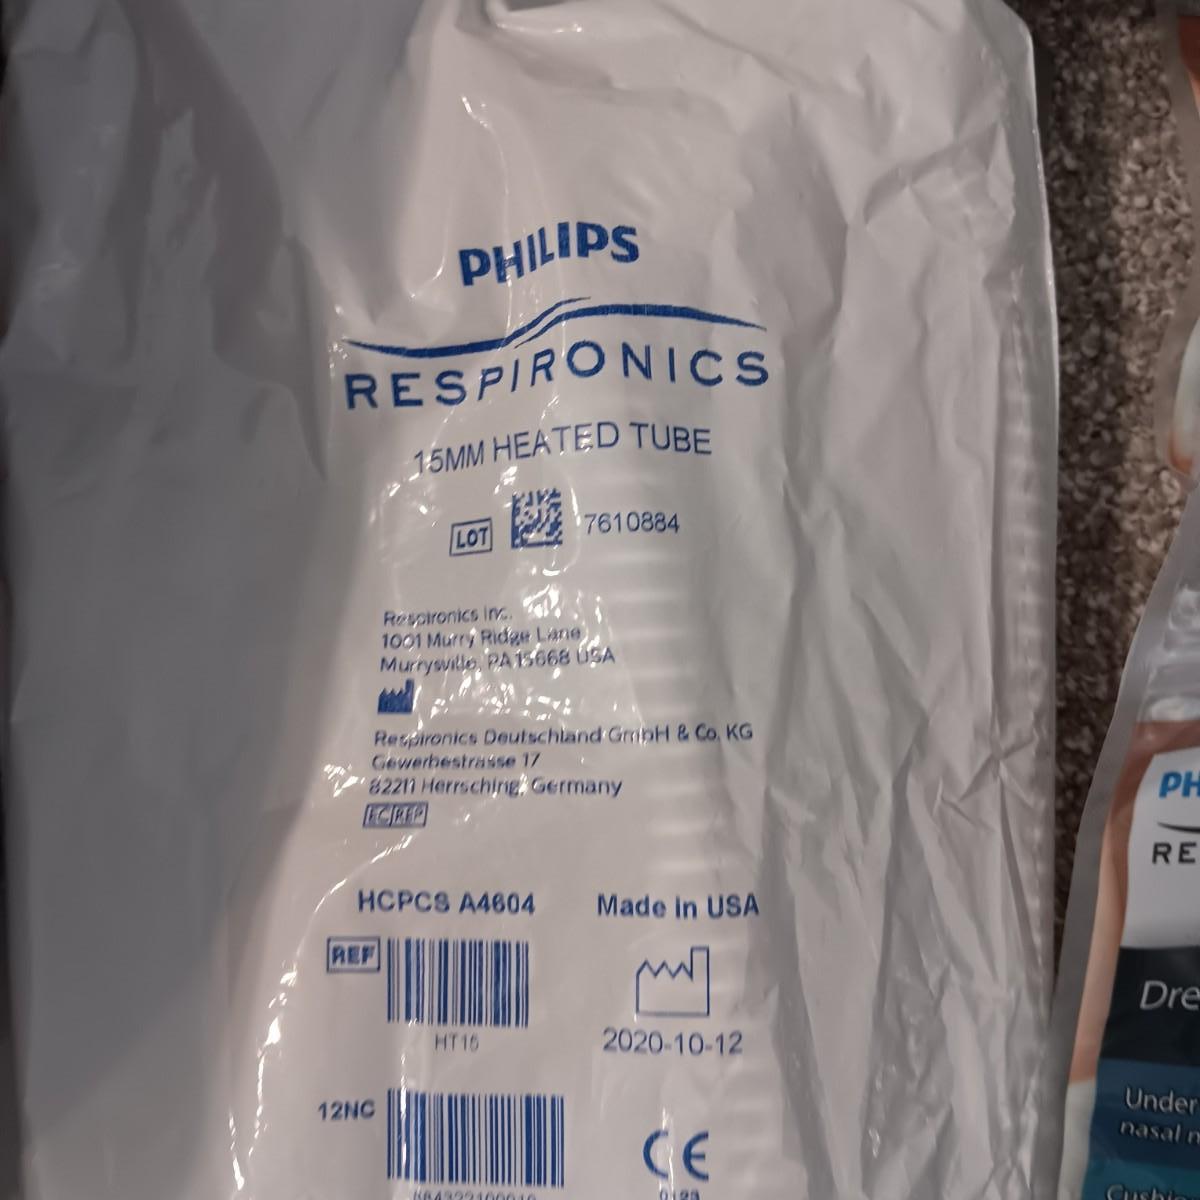 PHILIPS
RESPIRONICS
15MM HEATED TUBE
LOT 7610884
Respironics Inc.
1001 Murry Ridge Lane
Murrysville, PA 15668 USA
Respironics Deutschland GmbH & Co. KG
Gewerbestrasse 17
82211 Herrsching, Germany
EC REP
HCPCS A4604
Made in USA
REF
HT15
2020-10-12
12NC
CE
0123
PH
RE
Dre
Under
nasal